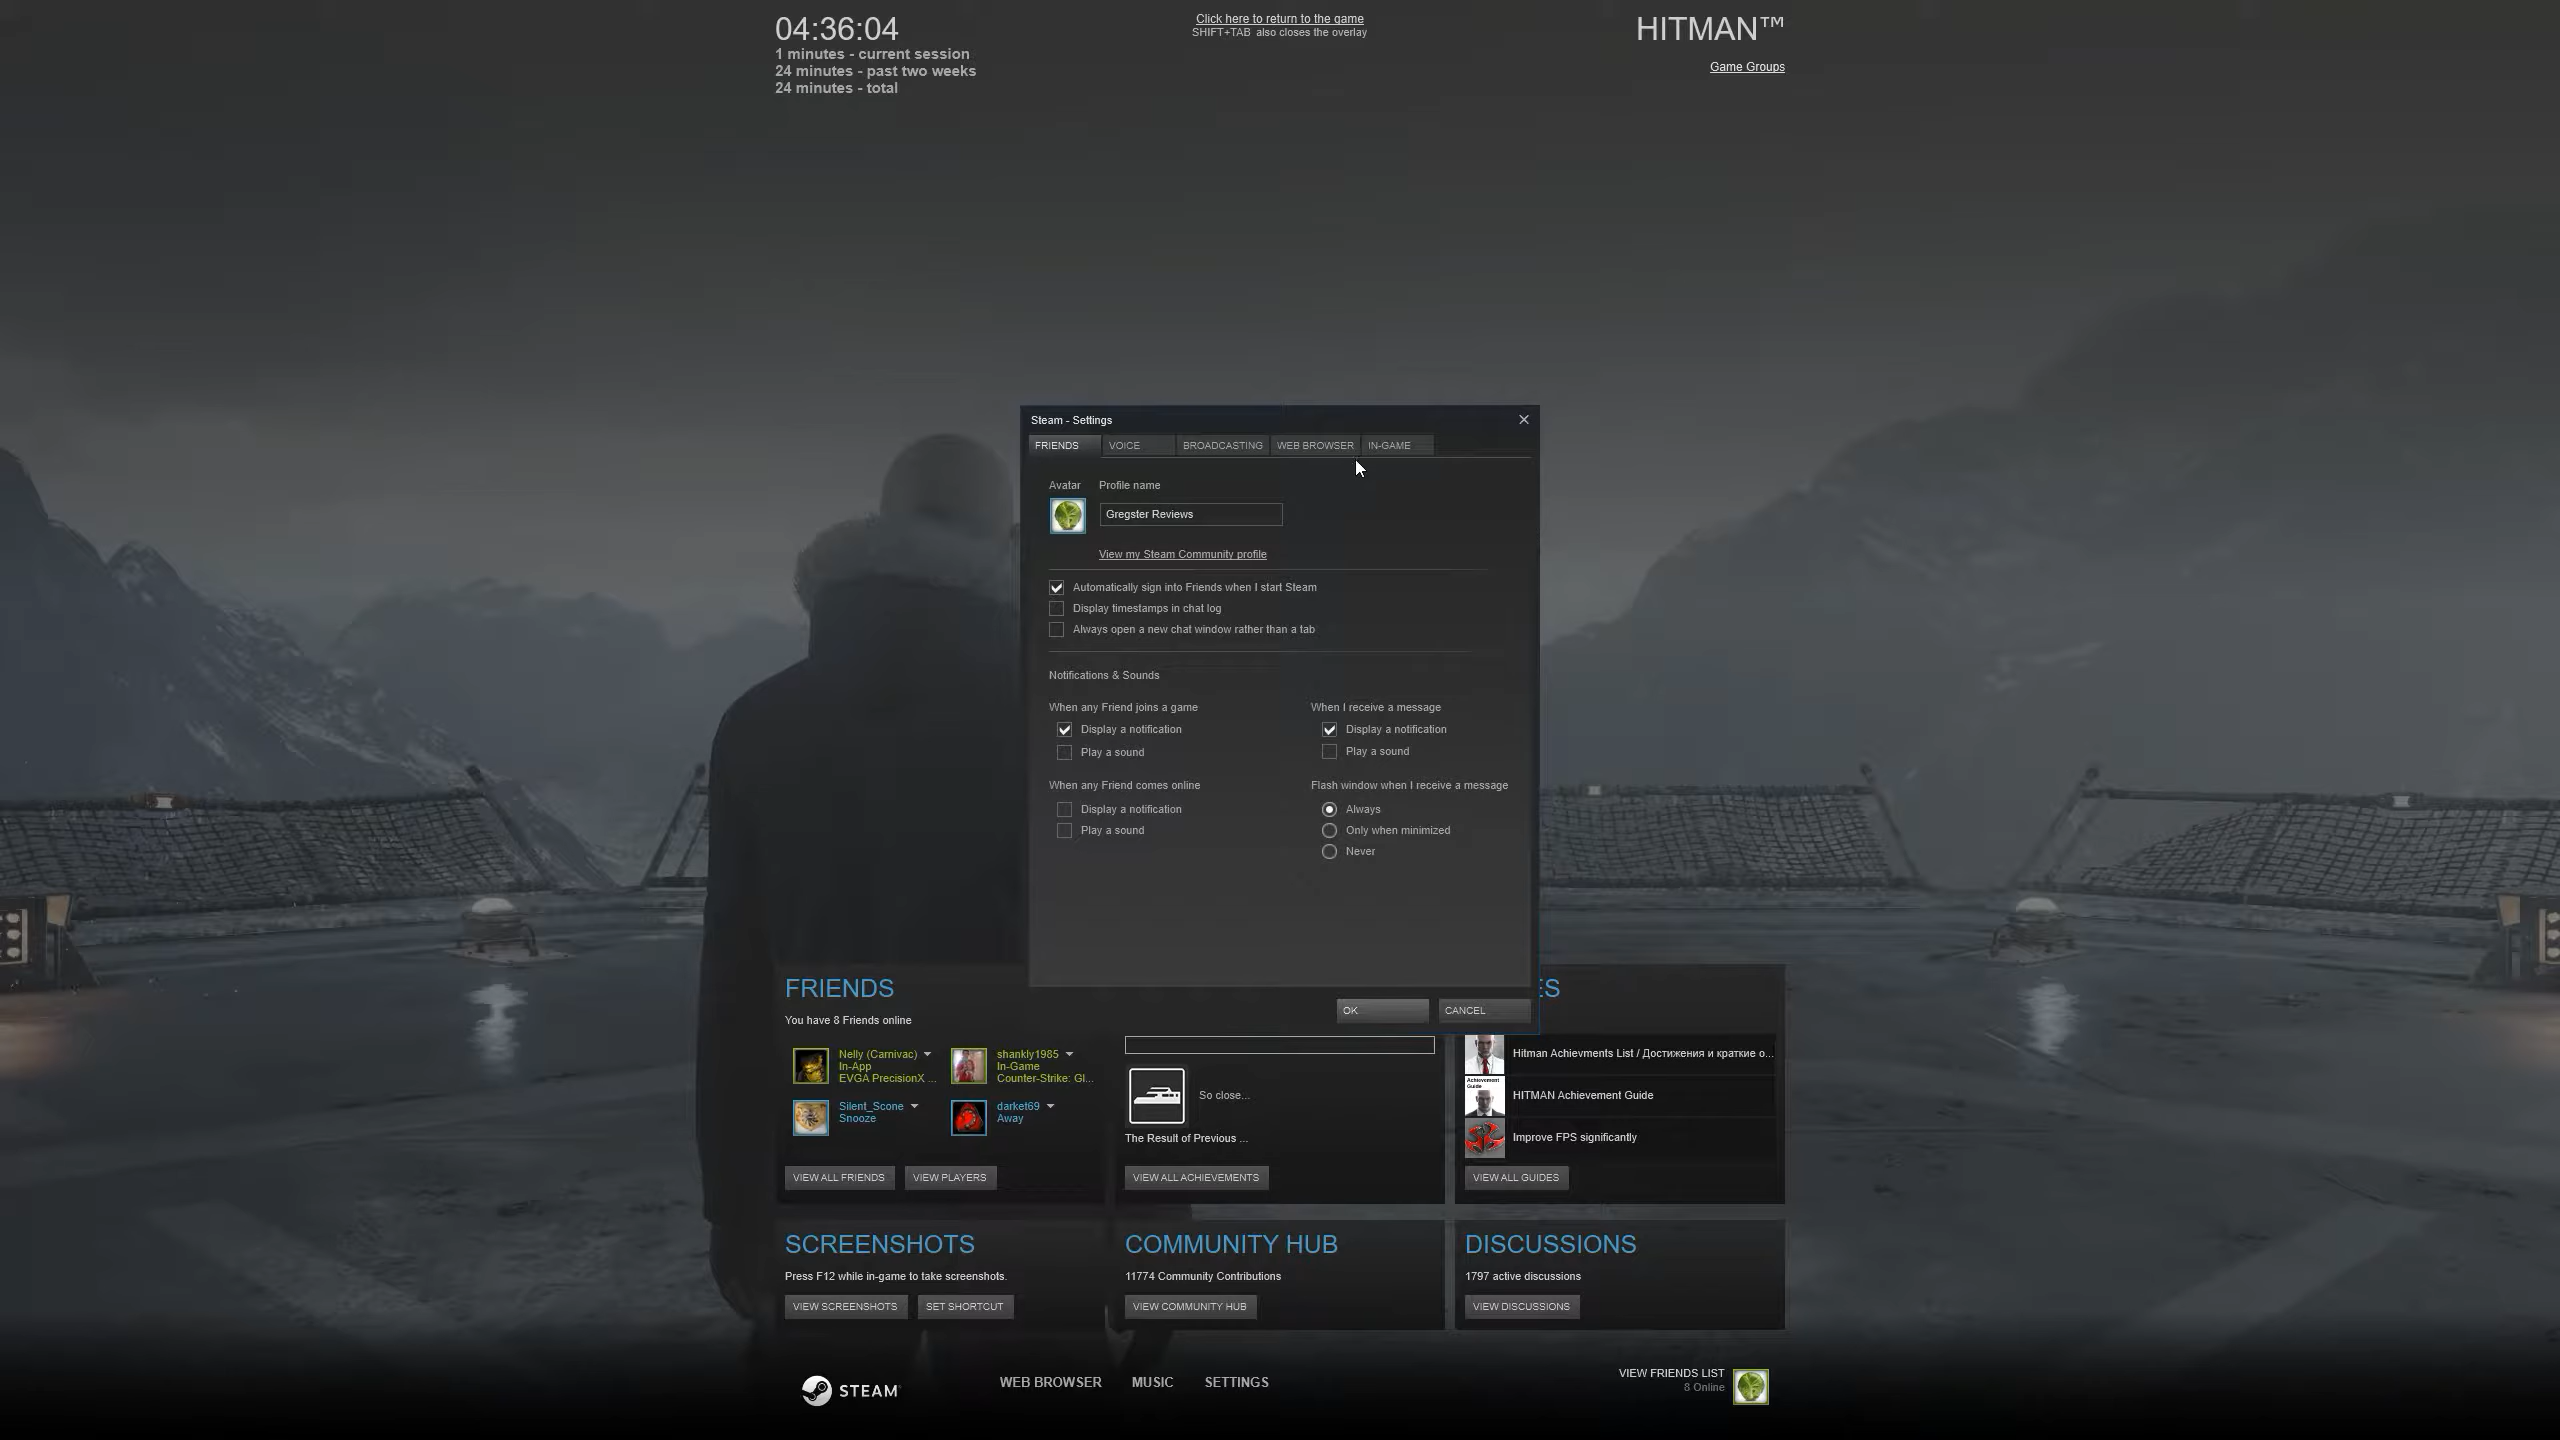 04:36:04
1 minutes - current session
24 minutes - past two weeks
24 minutes - total
Click here to return to the game
SHIFT+TAB also closes the overlay
HITMAN™
Game Groups
Steam - Settings
FRIENDS
VOICE
BROADCASTING
WEB BROWSER
IN-GAME
Avatar
Profile name
Gregster Reviews
View my Steam Community profile
Automatically sign into Friends when I start Steam
Display timestamps in chat log
Always open a new chat window rather than a tab
Notifications & Sounds
When any Friend joins a game
Display a notification
Play a sound
When I receive a message
Display a notification
Play a sound
When any Friend comes online
Display a notification
Play a sound
Flash window when I receive a message
Always
Only when minimized
Never
OK
CANCEL
FRIENDS
You have 8 Friends online
Nelly (Carnivac)
In-App
EVGA PrecisionX ...
shankly1985
In-Game
Counter-Strike: Gl...
Silent_Scone
Snooze
darket69
Away
VIEW ALL FRIENDS
VIEW PLAYERS
So close...
The Result of Previous ...
VIEW ALL ACHIEVEMENTS
ES
Hitman Achievments List / Достижения и краткие о...
Achievement
Guide
HITMAN Achievement Guide
Improve FPS significantly
VIEW ALL GUIDES
SCREENSHOTS
Press F12 while in-game to take screenshots.
VIEW SCREENSHOTS
SET SHORTCUT
COMMUNITY HUB
11774 Community Contributions
VIEW COMMUNITY HUB
DISCUSSIONS
1797 active discussions
VIEW DISCUSSIONS
STEAM
WEB BROWSER
MUSIC
SETTINGS
VIEW FRIENDS LIST
8 Online